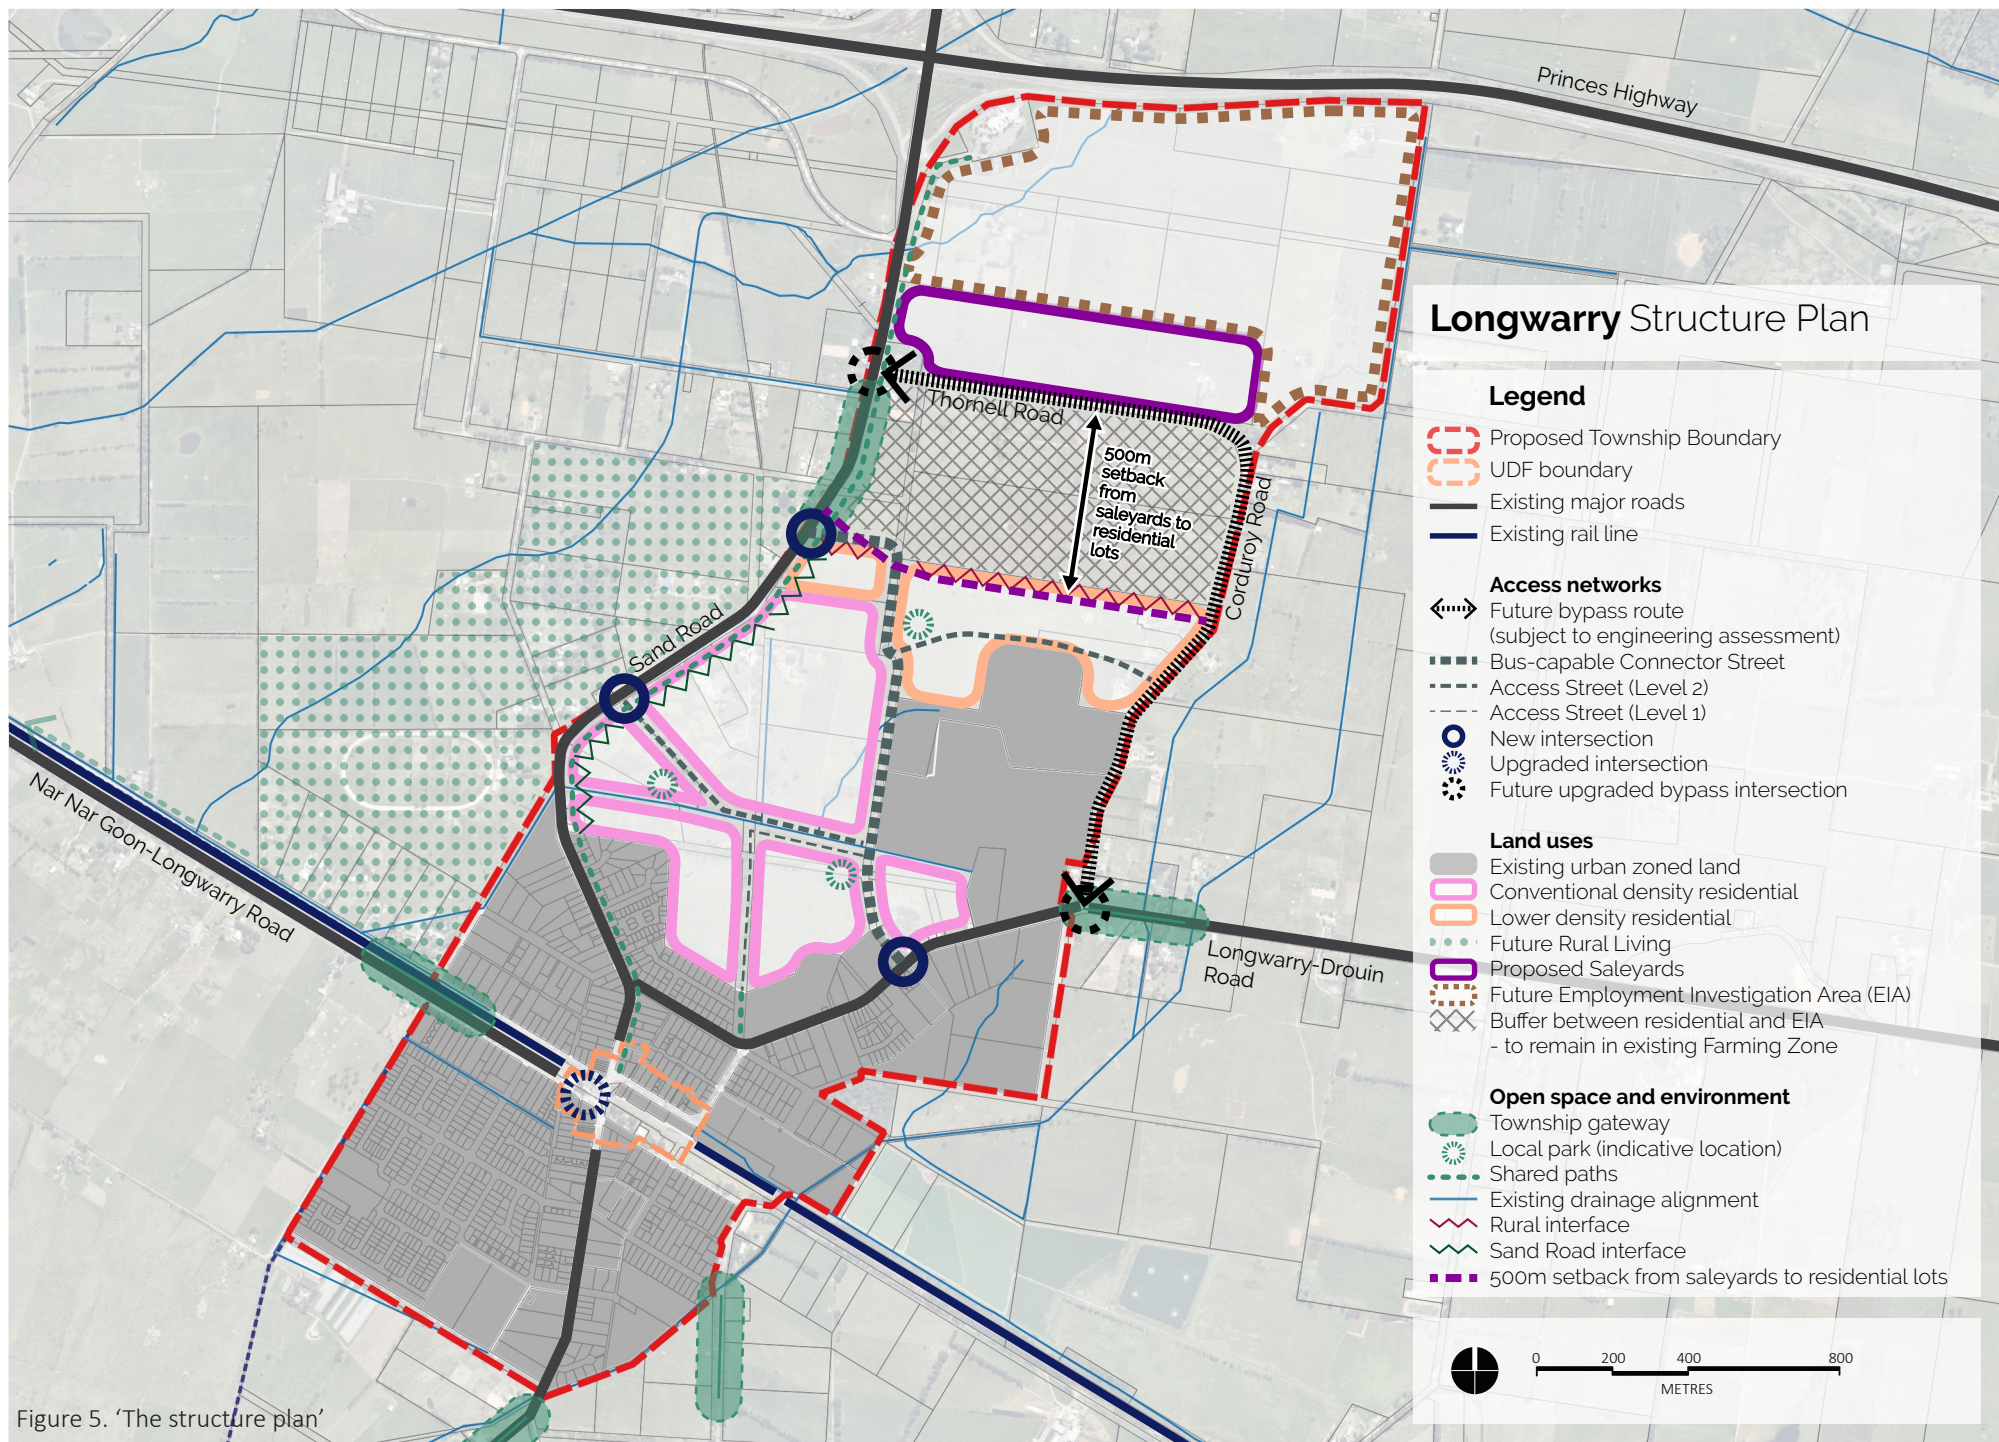 Princes Highway
Longwarry Structure Plan
Thornell Road
500m
setback
from
saleyards to
residential
lots
Corduroy Road
Sand Road
Nar Nar Goon-Longwarry Road
Longwarry-Drouin
Road
Legend
Proposed Township Boundary
UDF boundary
Existing major roads
Existing rail line
Access networks
Future bypass route
(subject to engineering assessment)
Bus-capable Connector Street
Access Street (Level 2)
Access Street (Level 1)
New intersection
Upgraded intersection
Future upgraded bypass intersection
Land uses
Existing urban zoned land
Conventional density residential
Lower density residential
Future Rural Living
Proposed Saleyards
Future Employment Investigation Area (EIA)
Buffer between residential and EIA
- to remain in existing Farming Zone
Open space and environment
Township gateway
Local park (indicative location)
Shared paths
Existing drainage alignment
Rural interface
Sand Road interface
500m setback from saleyards to residential lots
0 200 400 800
METRES
Figure 5. ‘The structure plan’